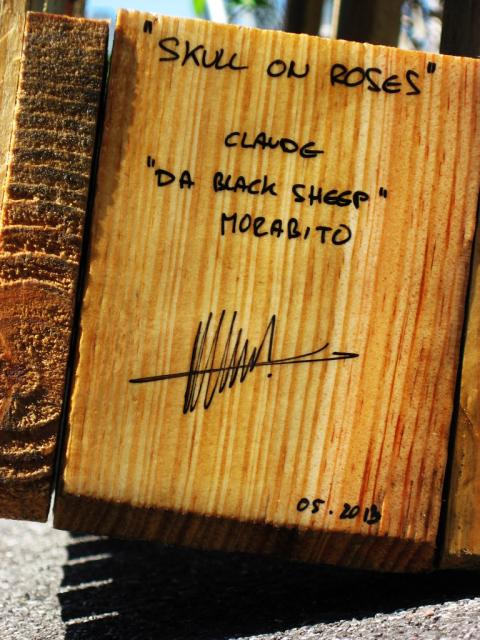 "SKULL ON ROSES"
CLAUDE
"DA BLACK SHEEP"
MORABITO
05.2013